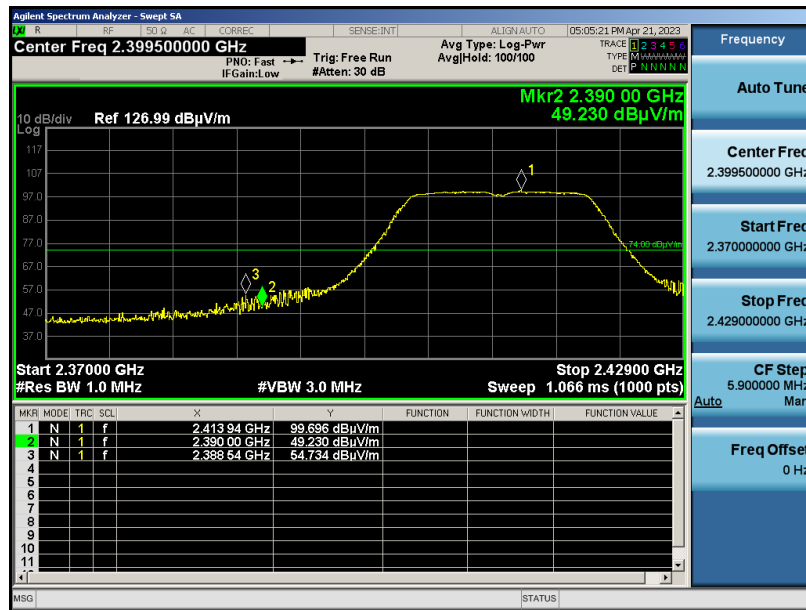 Agilent Spectrum Analyzer - Swept SA
LXI R RF 50 Ω AC CORREC SENSE:INT ALIGN AUTO 05:05:21 PM Apr 21, 2023
Center Freq 2.399500000 GHz
PNO: Fast
IFGain:Low
Trig: Free Run
#Atten: 30 dB
Avg Type: Log-Pwr
Avg|Hold: 100/100
TRACE 1 2 3 4 5 6
TYPE M
DET P N N N N N
Mkr2 2.390 00 GHz
49.230 dBµV/m
10 dB/div Ref 126.99 dBµV/m
Log
117
107
97.0
87.0
77.0
67.0
57.0
47.0
37.0
1
74.00 dBµV/m
3
2
Start 2.37000 GHz Stop 2.42900 GHz
#Res BW 1.0 MHz #VBW 3.0 MHz Sweep 1.066 ms (1000 pts)
MKR MODE TRC SCL X Y FUNCTION FUNCTION WIDTH FUNCTION VALUE
1 N 1 f 2.413 94 GHz 99.696 dBµV/m
2 N 1 f 2.390 00 GHz 49.230 dBµV/m
3 N 1 f 2.388 54 GHz 54.734 dBµV/m
4
5
6
7
8
9
10
11
MSG STATUS
Frequency
Auto Tune
Center Freq
2.399500000 GHz
Start Freq
2.370000000 GHz
Stop Freq
2.429000000 GHz
CF Step
5.900000 MHz
Auto Man
Freq Offset
0 Hz